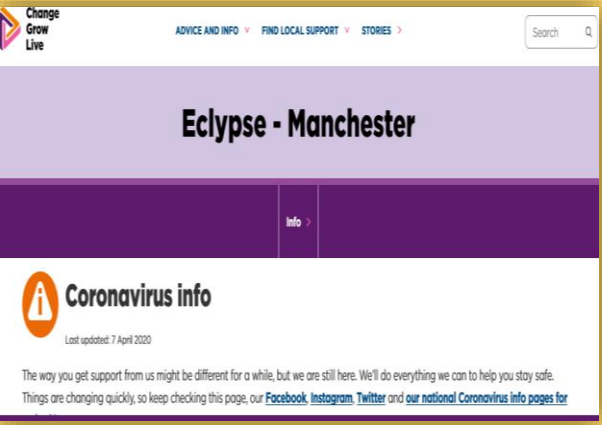 Change
Grow
Live
ADVICE AND INFO
FIND LOCAL SUPPORT
STORIES
Search
Eclypse - Manchester
Info
Coronavirus info
Last updated: 7 April 2020
The way you get support from us might be different for a while, but we are still here. We'll do everything we can to help you stay safe.
Things are changing quickly, so keep checking this page, our Facebook, Instagram, Twitter and our national Coronavirus info pages for